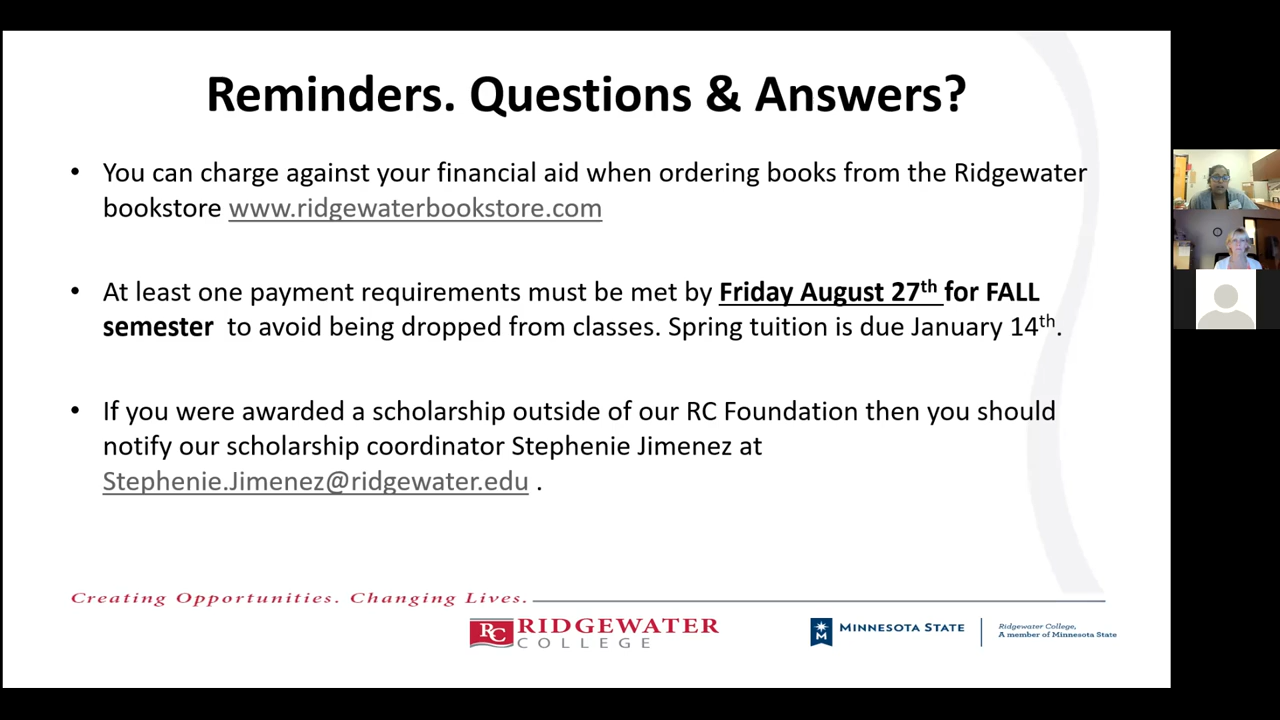 Reminders. Questions & Answers?
• You can charge against your financial aid when ordering books from the Ridgewater
bookstore www.ridgewaterbookstore.com
• At least one payment requirements must be met by Friday August 27th for FALL
semester to avoid being dropped from classes. Spring tuition is due January 14th.
• If you were awarded a scholarship outside of our RC Foundation then you should
notify our scholarship coordinator Stephenie Jimenez at
Stephenie.Jimenez@ridgewater.edu .
Creating Opportunities. Changing Lives.
RC RIDGEWATER
COLLEGE
M MINNESOTA STATE
Ridgewater College,
A member of Minnesota State